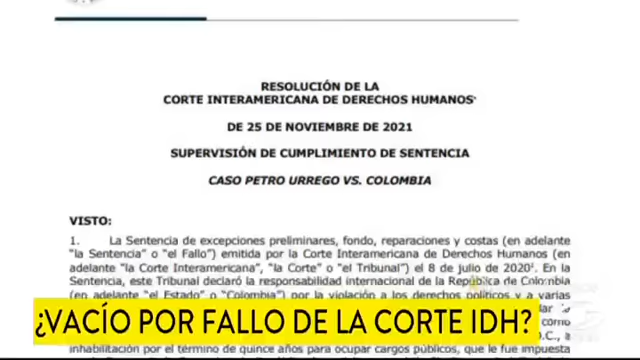 RESOLUCIÓN DE LA
CORTE INTERAMERICANA DE DERECHOS HUMANOS*
DE 25 DE NOVIEMBRE DE 2021
SUPERVISIÓN DE CUMPLIMIENTO DE SENTENCIA
CASO PETRO URREGO VS. COLOMBIA
VISTO:
1. La Sentencia de excepciones preliminares, fondo, reparaciones y costas (en adelante
“la Sentencia” o “el Fallo”) emitida por la Corte Interamericana de Derechos Humanos (en
adelante “la Corte Interamericana”, “la Corte” o “el Tribunal”) el 8 de julio de 2020¹. En la
Sentencia, este Tribunal declaró la responsabilidad internacional de la República de Colombia
(en adelante “el Estado” o “Colombia”) por la violación a los derechos políticos y a varias
lar la
como
¿VACÍO POR FALLO DE LA CORTE IDH?
D.C., a
inhabilitación por el término de quince años para ocupar cargos públicos, que le fue impuesta